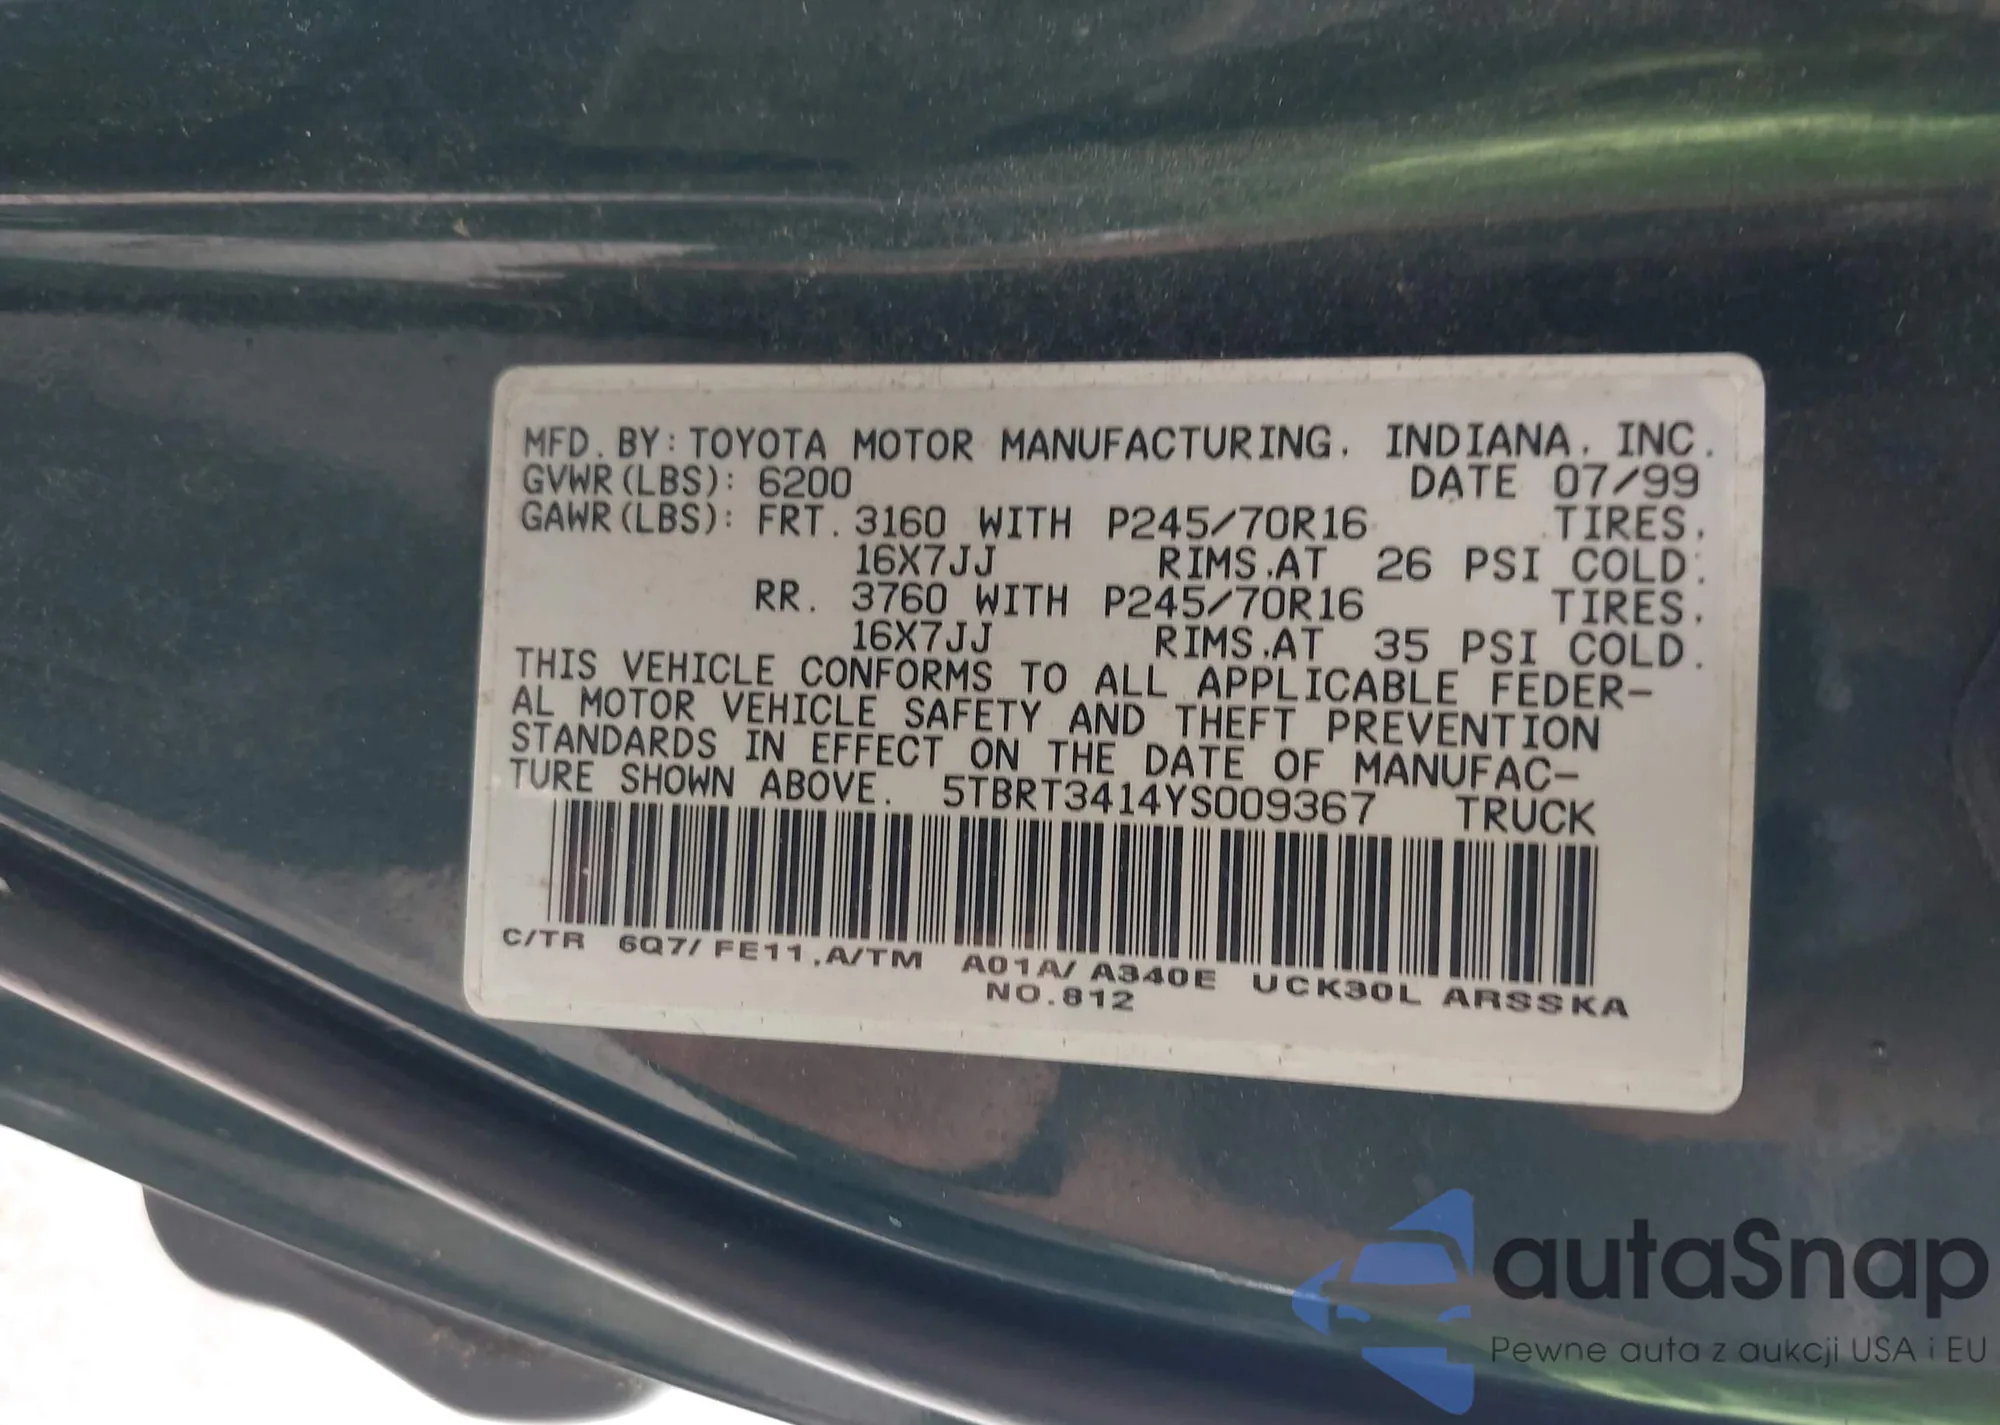 MFD. BY: TOYOTA MOTOR MANUFACTURING, INDIANA, INC.
GVWR(LBS): 6200 DATE 07/99
GAWR(LBS): FRT. 3160 WITH P245/70R16 TIRES,
16X7JJ RIMS,AT 26 PSI COLD.
RR. 3760 WITH P245/70R16 TIRES,
16X7JJ RIMS,AT 35 PSI COLD.
THIS VEHICLE CONFORMS TO ALL APPLICABLE FEDER-
AL MOTOR VEHICLE SAFETY AND THEFT PREVENTION
STANDARDS IN EFFECT ON THE DATE OF MANUFAC-
TURE SHOWN ABOVE. 5TBRT3414YS009367 TRUCK
C/TR 6Q7/FE11,A/TM A01A/A340E UCK30L ARSSKA
NO.812
autaSnap
Pewne auta z aukcji USA i EU